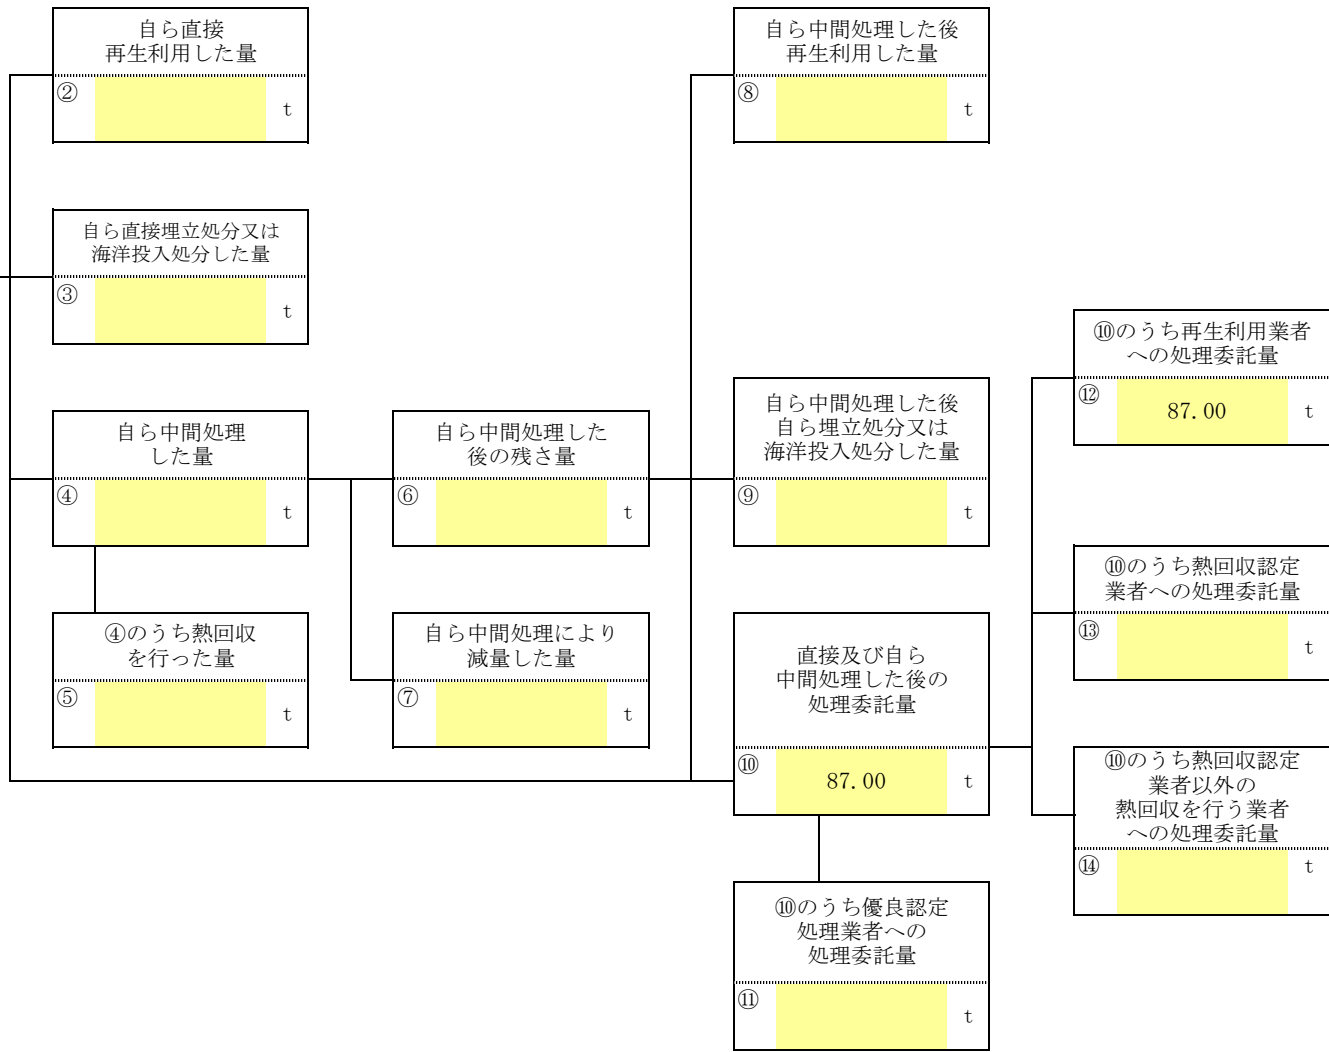 自ら直接
再生利用した量
②
t
自ら中間処理した後
再生利用した量
⑧
t
自ら直接埋立処分又は
海洋投入処分した量
③
t
⑩のうち再生利用業者
への処理委託量
⑫
87.00
t
自ら中間処理
した量
④
t
自ら中間処理した
後の残さ量
⑥
t
自ら中間処理した後
自ら埋立処分又は
海洋投入処分した量
⑨
t
⑩のうち熱回収認定
業者への処理委託量
⑬
t
④のうち熱回収
を行った量
⑤
t
自ら中間処理により
減量した量
⑦
t
直接及び自ら
中間処理した後の
処理委託量
⑩
87.00
t
⑩のうち熱回収認定
業者以外の
熱回収を行う業者
への処理委託量
⑭
t
⑩のうち優良認定
処理業者への
処理委託量
⑪
t